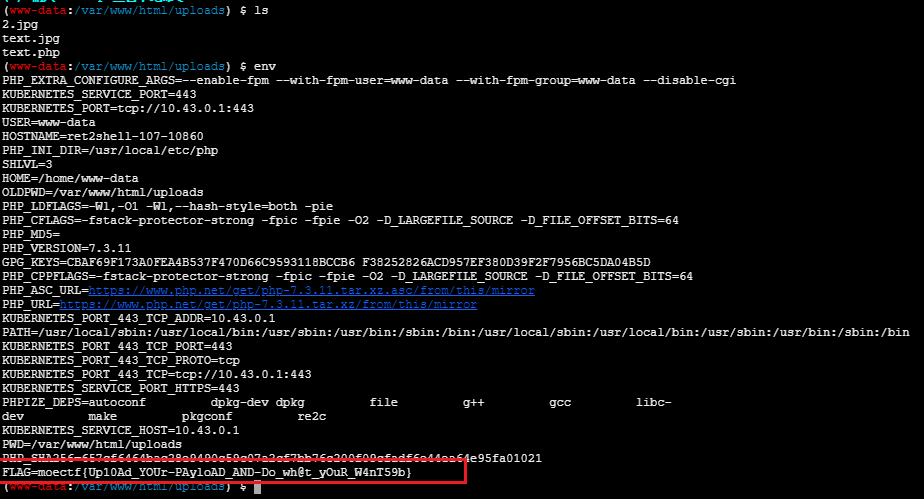 (www-data:/var/www/html/uploads) $ ls
2.jpg
text.jpg
text.php
(www-data:/var/www/html/uploads) $ env
PHP_EXTRA_CONFIGURE_ARGS=--enable-fpm --with-fpm-user=www-data --with-fpm-group=www-data --disable-cgi
KUBERNETES_SERVICE_PORT=443
KUBERNETES_PORT=tcp://10.43.0.1:443
USER=www-data
HOSTNAME=ret2shell-107-10860
PHP_INI_DIR=/usr/local/etc/php
SHLVL=3
HOME=/home/www-data
OLDPWD=/var/www/html/uploads
PHP_LDFLAGS=-Wl,-O1 -Wl,--hash-style=both -pie
PHP_CFLAGS=-fstack-protector-strong -fpic -fpie -O2 -D_LARGEFILE_SOURCE -D_FILE_OFFSET_BITS=64
PHP_MD5=
PHP_VERSION=7.3.11
GPG_KEYS=CBAF69F173A0FEA4B537F470D66C9593118BCCB6 F38252826ACD957EF380D39F2F7956BC5DA04B5D
PHP_CPPFLAGS=-fstack-protector-strong -fpic -fpie -O2 -D_LARGEFILE_SOURCE -D_FILE_OFFSET_BITS=64
PHP_ASC_URL=https://www.php.net/get/php-7.3.11.tar.xz.asc/from/this/mirror
PHP_URL=https://www.php.net/get/php-7.3.11.tar.xz/from/this/mirror
KUBERNETES_PORT_443_TCP_ADDR=10.43.0.1
PATH=/usr/local/sbin:/usr/local/bin:/usr/sbin:/usr/bin:/sbin:/bin:/usr/local/sbin:/usr/local/bin:/usr/sbin:/usr/bin:/sbin:/bin
KUBERNETES_PORT_443_TCP_PORT=443
KUBERNETES_PORT_443_TCP_PROTO=tcp
KUBERNETES_PORT_443_TCP=tcp://10.43.0.1:443
KUBERNETES_SERVICE_PORT_HTTPS=443
PHPIZE_DEPS=autoconf dpkg-dev dpkg file g++ gcc libc-
dev make pkgconf re2c
KUBERNETES_SERVICE_HOST=10.43.0.1
PWD=/var/www/html/uploads
FLAG=moectf{Up10Ad_YOUr-PAyloAD_AND-Do_wh@t_yOuR_W4nT59b}
(www-data:/var/www/html/uploads) $